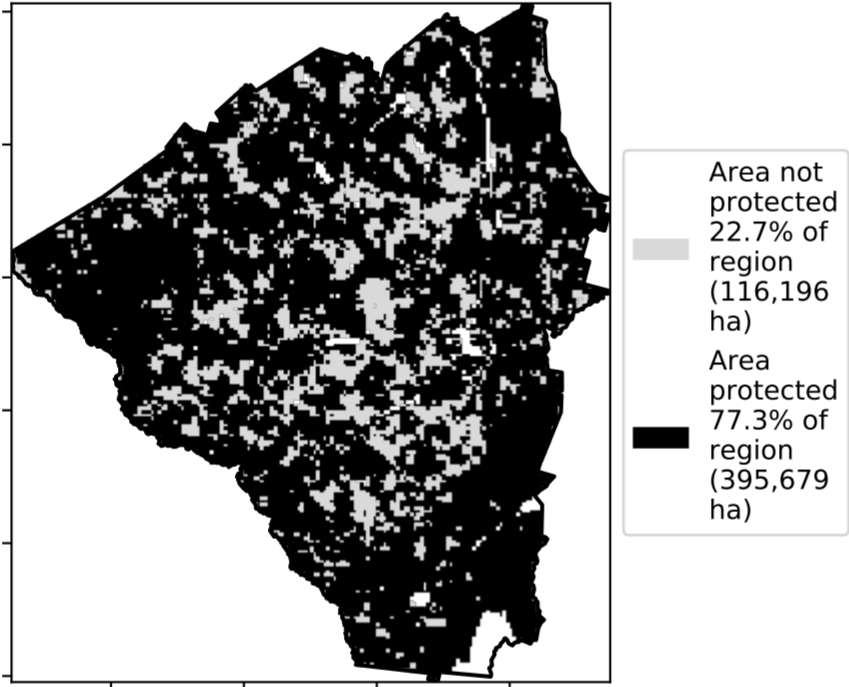 Area not
protected
22.7% of
region
(116,196
ha)
Area
protected
77.3% of
region
(395,679
ha)